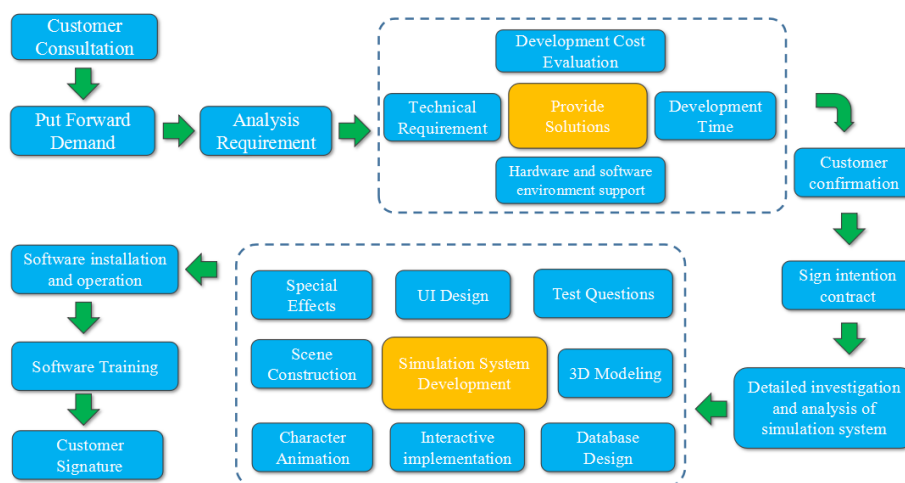 Customer
Consultation
Put Forward
Demand
Analysis
Requirement
Development Cost
Evaluation
Technical
Requirement
Provide
Solutions
Development
Time
Hardware and software
environment support
Customer
confirmation
Sign intention
contract
Detailed investigation
and analysis of
simulation system
Special
Effects
UI Design
Test Questions
Scene
Construction
Simulation System
Development
3D Modeling
Character
Animation
Interactive
implementation
Database
Design
Software installation
and operation
Software Training
Customer
Signature